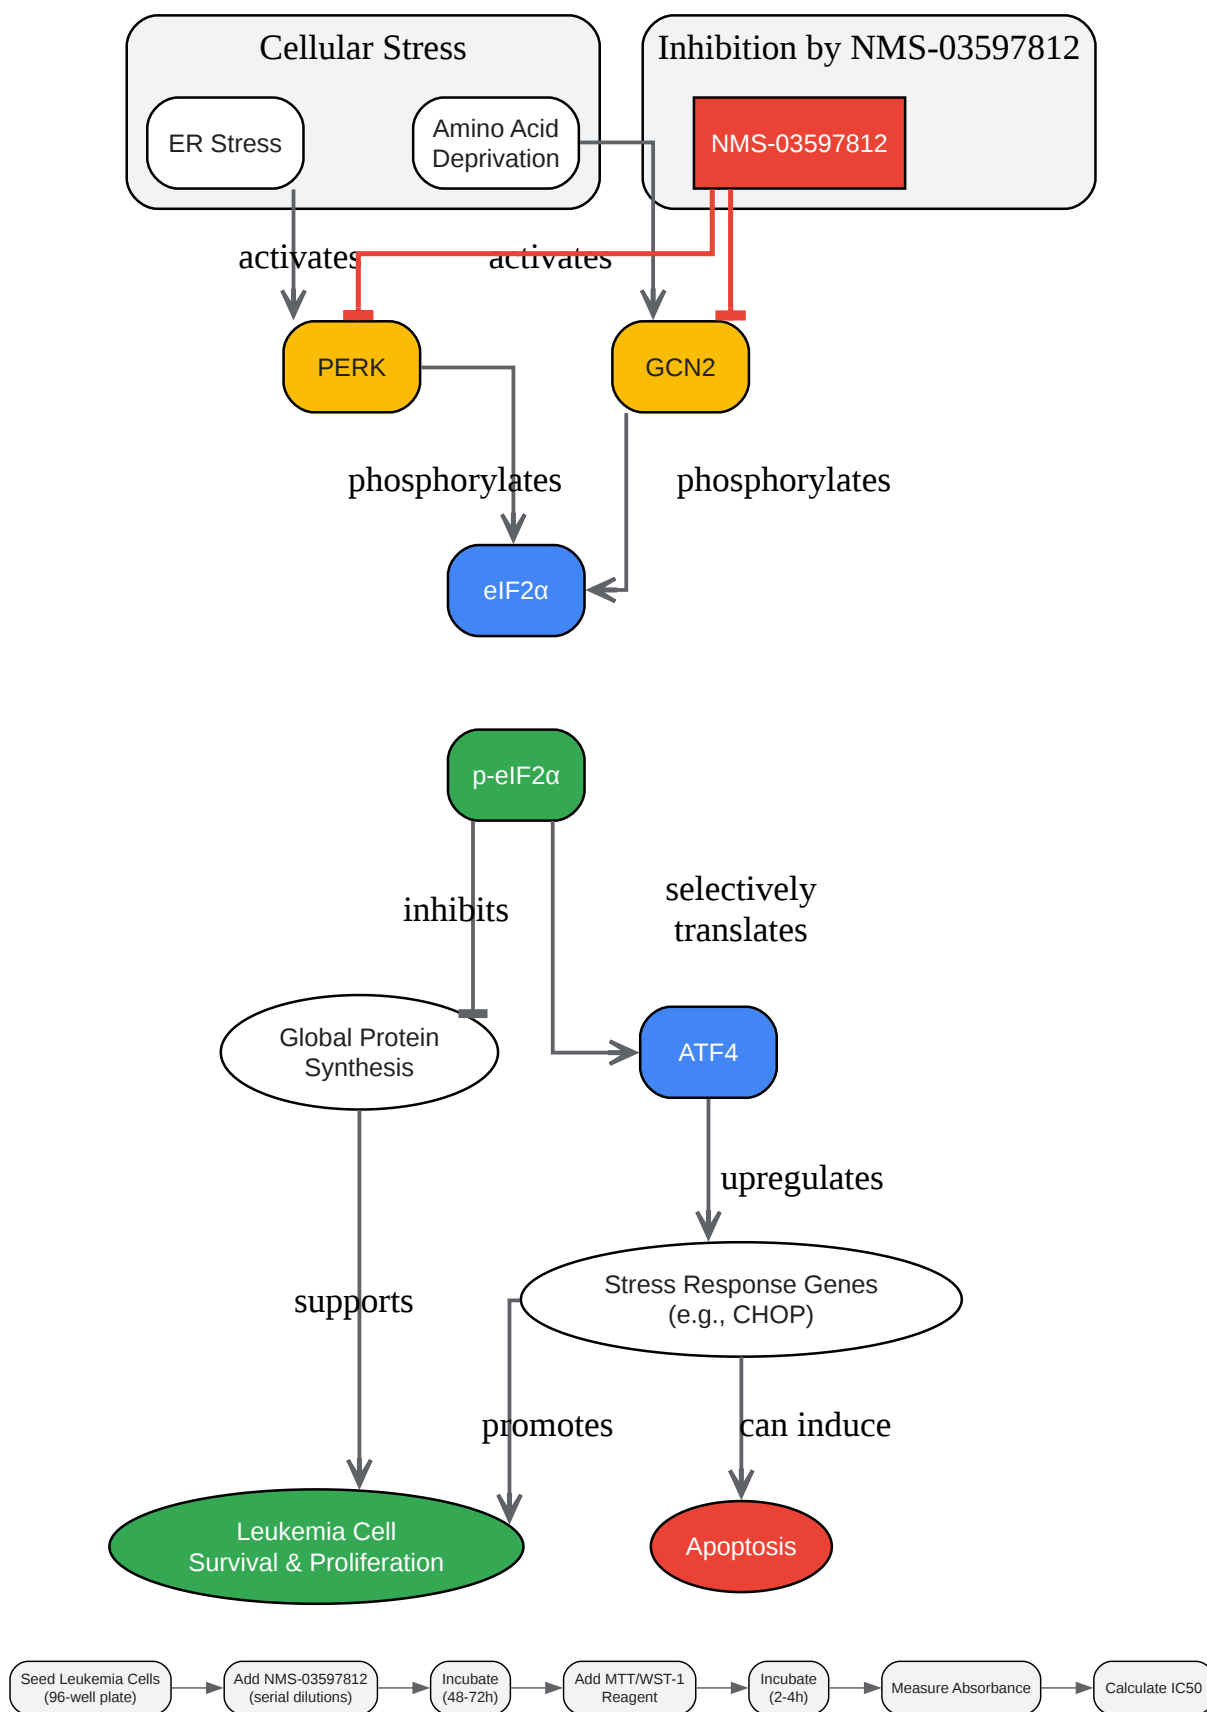 Cellular Stress
Inhibition by NMS-03597812
ER Stress
Amino Acid
Deprivation
NMS-03597812
activates
activates
PERK
GCN2
phosphorylates
phosphorylates
eIF2α
p-eIF2α
inhibits
selectively
translates
Global Protein
Synthesis
ATF4
upregulates
Stress Response Genes
(e.g., CHOP)
supports
promotes
can induce
Leukemia Cell
Survival & Proliferation
Apoptosis
Seed Leukemia Cells
(96-well plate)
Add NMS-03597812
(serial dilutions)
Incubate
(48-72h)
Add MTT/WST-1
Reagent
Incubate
(2-4h)
Measure Absorbance
Calculate IC50